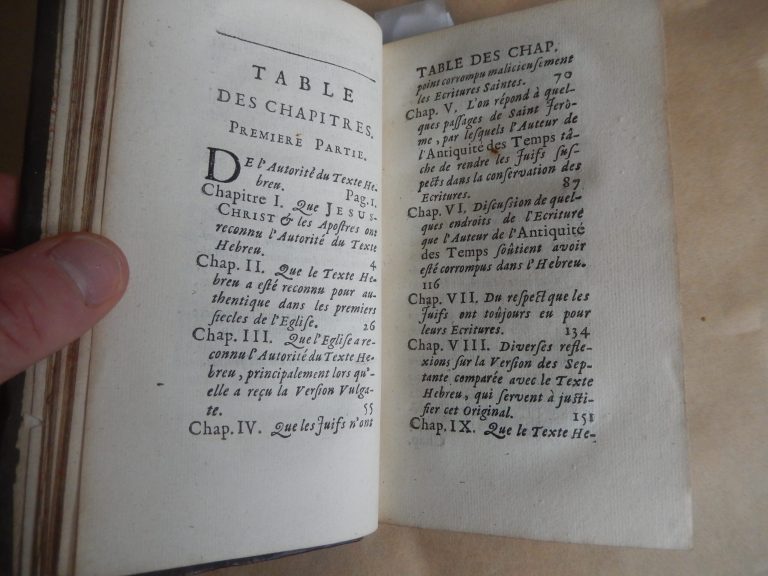 TABLE
DES CHAPITRES.
PREMIERE PARTIE.
DE l'Autorité du Texte He-
breu. Pag. 1.
Chapitre I. Que JESUS-
CHRIST & les Apostres ont
reconnu l'Autorité du Texte
Hebreu. 4
Chap. II. Que le Texte He-
breu a esté reconnu pour au-
thentique dans les premiers
siecles de l'Eglise. 26
Chap. III. Que l'Eglise a re-
connu l'Autorité du Texte He-
breu, principalement lors qu'-
elle a reçu la Version Vulga-
te. 55
Chap. IV. Que les Juifs n'ont
TABLE DES CHAP.
point corrompu malicieusement
les Ecritures Saintes. 70
Chap. V. L'on répond à quel-
ques passages de Saint Jerô-
me, par lesquels l'Auteur de
l'Antiquité des Temps tâ-
che de rendre les Juifs sus-
pects dans la conservation des
Ecritures. 87
Chap. VI. Discussion de quel-
ques endroits de l'Ecriture
que l'Auteur de l'Antiquité
des Temps soûtient avoir
esté corrompus dans l'Hebreu.
116
Chap. VII. Du respect que les
Juifs ont toûjours eu pour
leurs Ecritures. 134
Chap. VIII. Diverses refle-
xions sur la Version des Sep-
tante comparée avec le Texte
Hebreu, qui servent à justi-
fier cet Original. 151
Chap. IX. Que le Texte He-